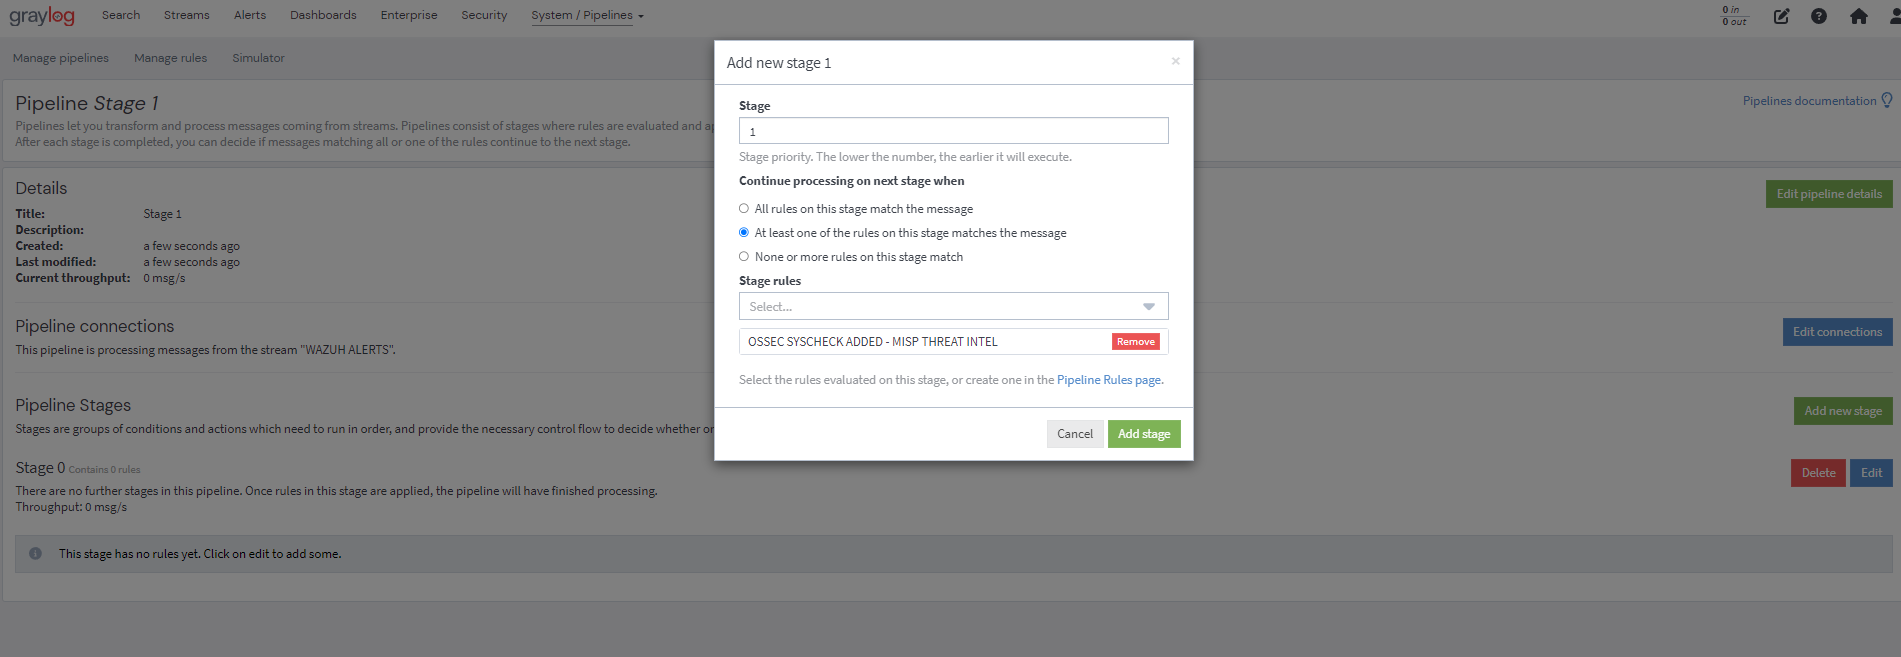 graylog Search Streams Alerts Dashboards Enterprise Security System / Pipelines 0 in
0 out
Manage pipelines Manage rules Simulator
Add new stage 1 ×
Pipeline Stage 1
Pipelines documentation
Pipelines let you transform and process messages coming from streams. Pipelines consist of stages where rules are evaluated and ap
After each stage is completed, you can decide if messages matching all or one of the rules continue to the next stage.
Stage
1
Stage priority. The lower the number, the earlier it will execute.
Continue processing on next stage when
All rules on this stage match the message
At least one of the rules on this stage matches the message
None or more rules on this stage match
Stage rules
Select...
OSSEC SYSCHECK ADDED - MISP THREAT INTEL Remove
Select the rules evaluated on this stage, or create one in the Pipeline Rules page.
Cancel Add stage
Details
Edit pipeline details
Title: Stage 1
Description:
Created: a few seconds ago
Last modified: a few seconds ago
Current throughput: 0 msg/s
Pipeline connections
Edit connections
This pipeline is processing messages from the stream "WAZUH ALERTS".
Pipeline Stages
Add new stage
Stages are groups of conditions and actions which need to run in order, and provide the necessary control flow to decide whether or
Stage 0 Contains 0 rules
Delete Edit
There are no further stages in this pipeline. Once rules in this stage are applied, the pipeline will have finished processing.
Throughput: 0 msg/s
This stage has no rules yet. Click on edit to add some.